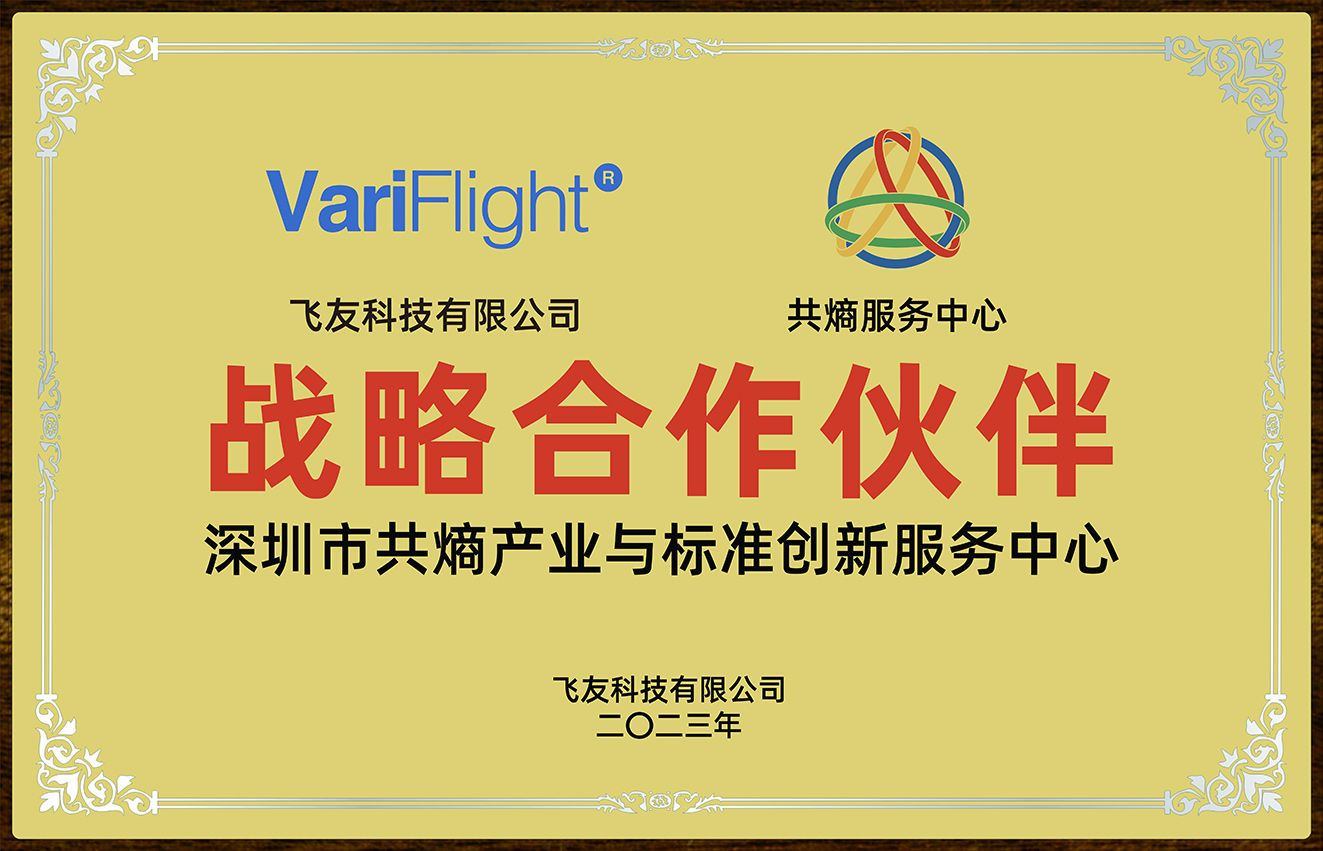 VariFlight®
飞友科技有限公司
共熵服务中心
战略合作伙伴
深圳市共熵产业与标准创新服务中心
飞友科技有限公司
二〇二三年